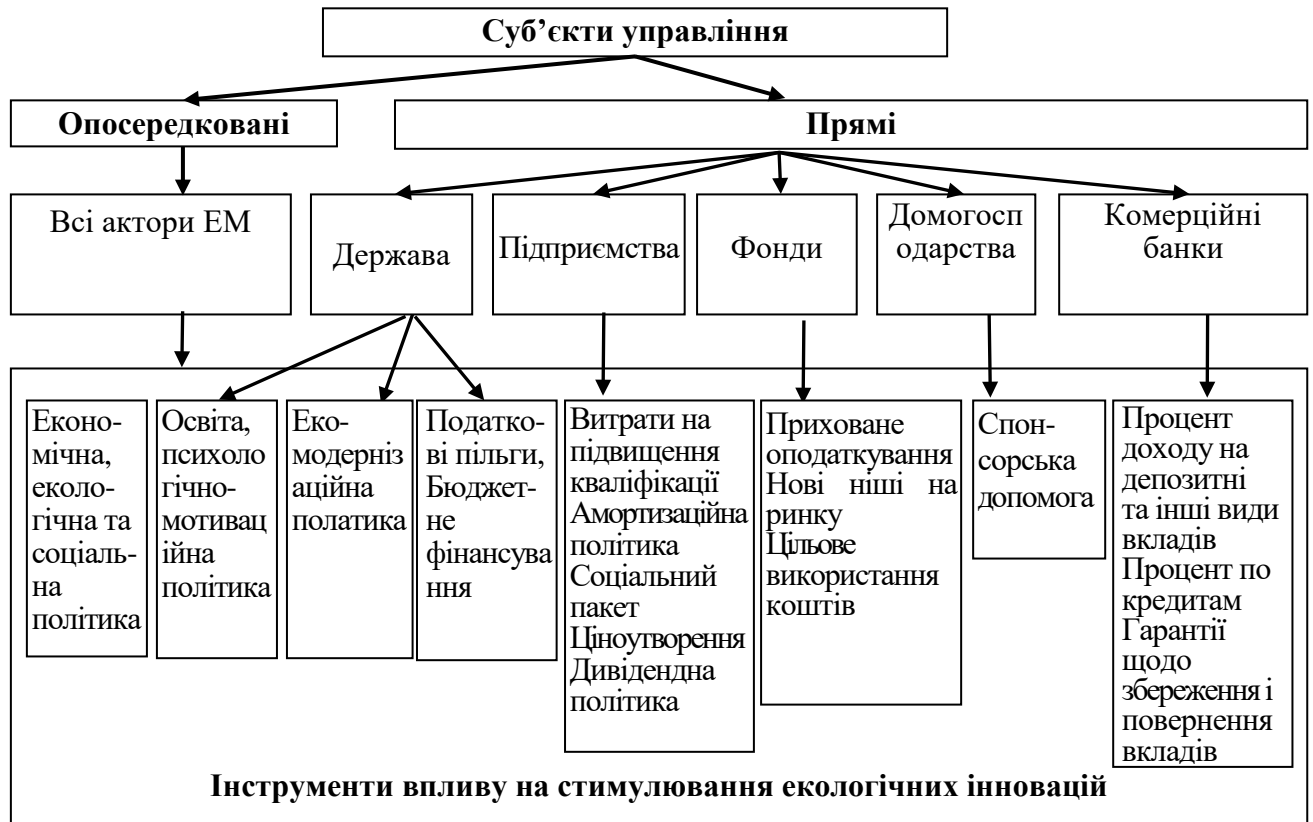 Суб’єкти управління
Опосередковані
Прямі
Всі актори ЕМ
Держава
Підприємства
Фонди
Домогосп
одарства
Комерційні
банки
Еконо-
мічна,
еколо-
гічна та
соціаль-
на
політика
Освіта,
психоло
гічно-
мотивац
ійна
політика
Еко-
модерніз
аційна
полатика
Податко-
ві пільги,
Бюджет-
не
фінансува
ння
Витрати на
підвищення
кваліфікації
Амортизаційна
політика
Соціальний
пакет
Ціноутворення
Дивідендна
політика
Приховане
оподаткування
Нові ніші на
ринку
Цільове
використання
коштів
Спон-
сорська
допомога
Процент
доходу на
депозитні
та інші види
вкладів
Процент по
кредитам
Гарантії
щодо
збереження і
повернення
вкладів
Інструменти впливу на стимулювання екологічних інновацій